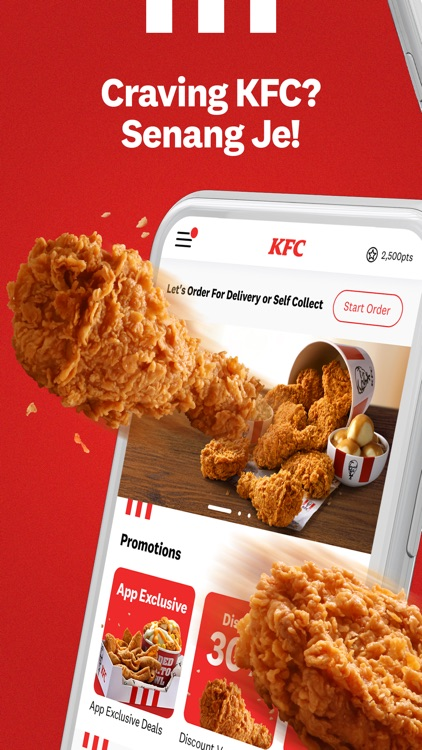 Craving KFC?
Senang Je!
KFC
2,500pts
Let's Order For Delivery or Self Collect
Start Order
Promotions
App Exclusive
App Exclusive Deals
Discount